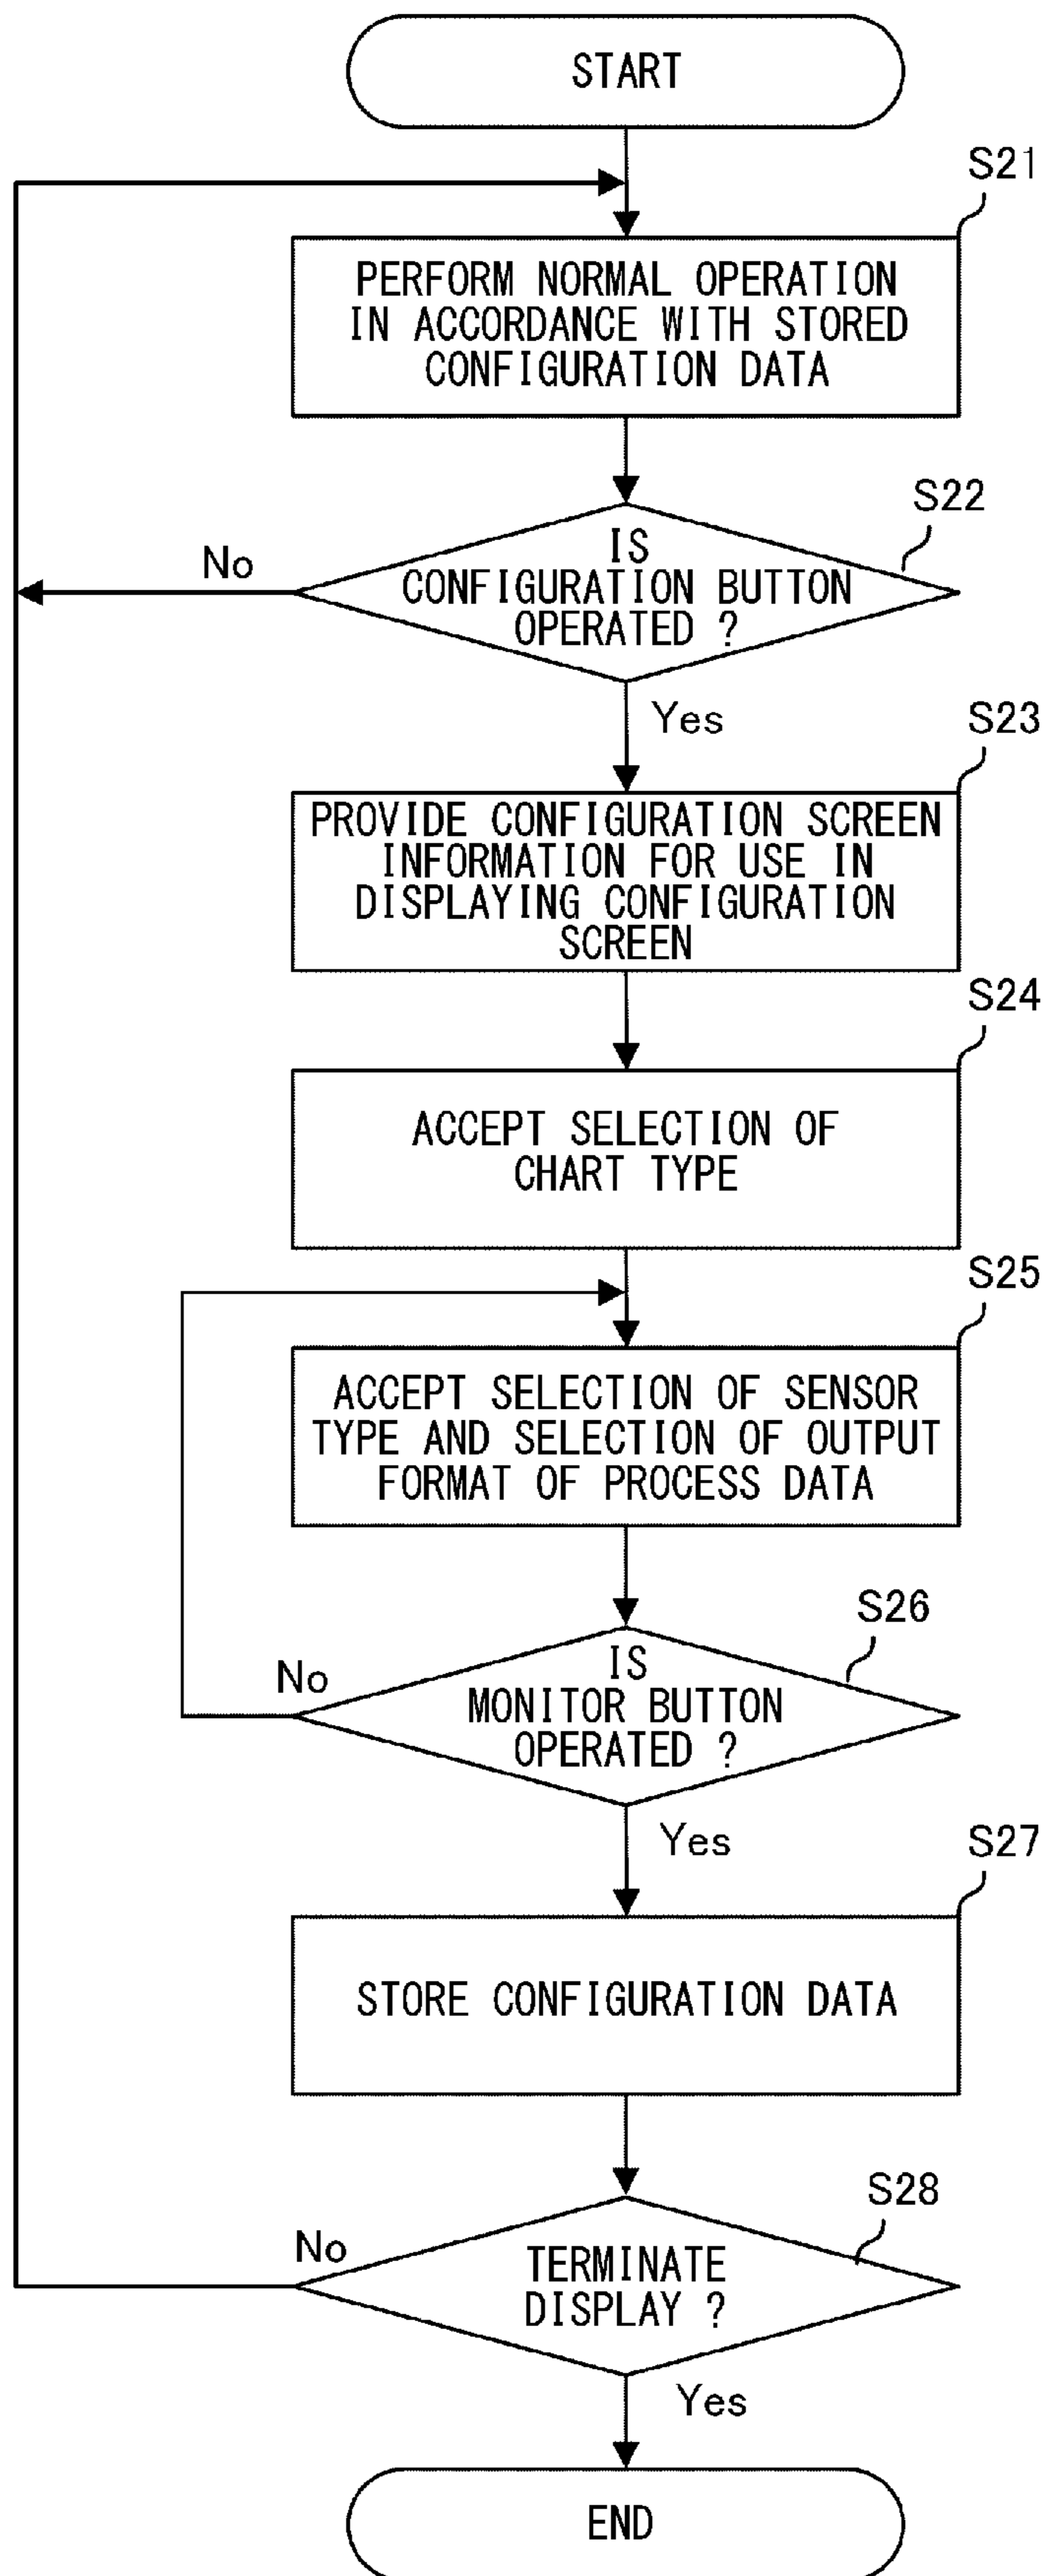 START
S21
PERFORM NORMAL OPERATION
IN ACCORDANCE WITH STORED
CONFIGURATION DATA
S22
IS
CONFIGURATION BUTTON
OPERATED ?
No
Yes
S23
PROVIDE CONFIGURATION SCREEN
INFORMATION FOR USE IN
DISPLAYING CONFIGURATION
SCREEN
S24
ACCEPT SELECTION OF
CHART TYPE
S25
ACCEPT SELECTION OF SENSOR
TYPE AND SELECTION OF OUTPUT
FORMAT OF PROCESS DATA
S26
IS
MONITOR BUTTON
OPERATED ?
No
Yes
S27
STORE CONFIGURATION DATA
S28
TERMINATE
DISPLAY ?
No
Yes
END